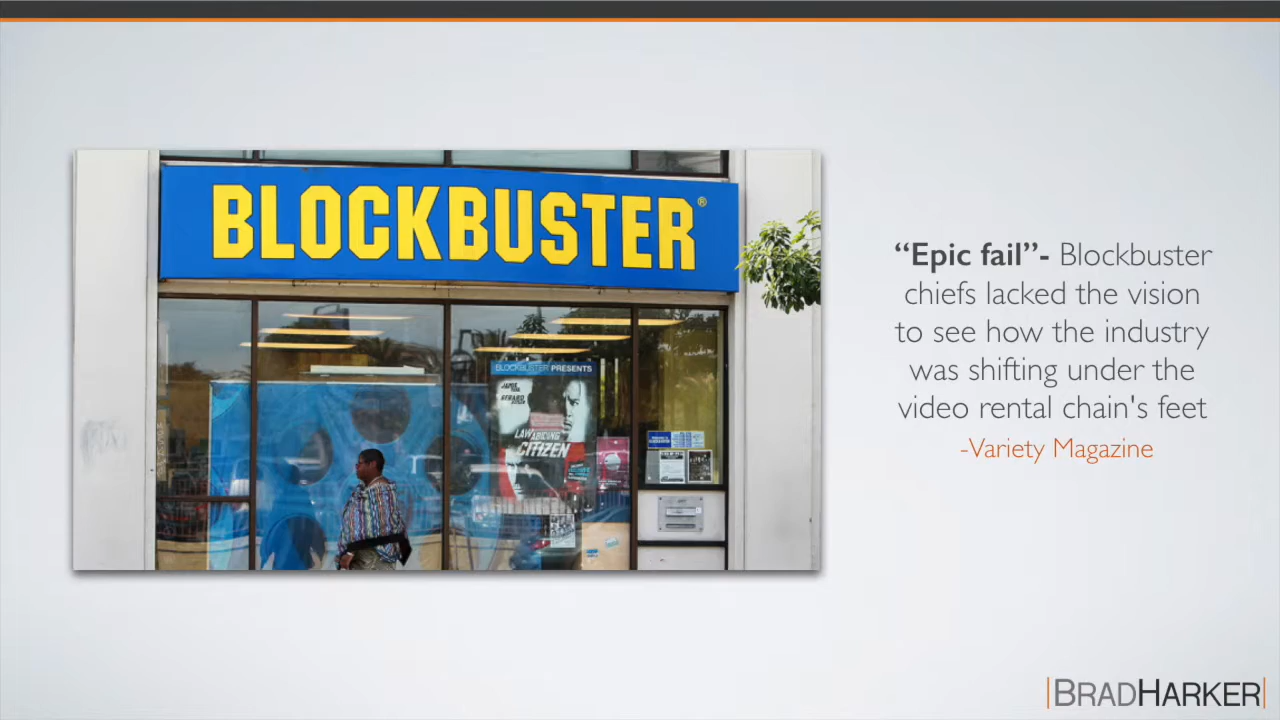 BLOCKBUSTER®
BLOCKBUSTER PRESENTS
LAW ABIDING
CITIZEN
“Epic fail”- Blockbuster
chiefs lacked the vision
to see how the industry
was shifting under the
video rental chain's feet
-Variety Magazine
|BRADHARKER|